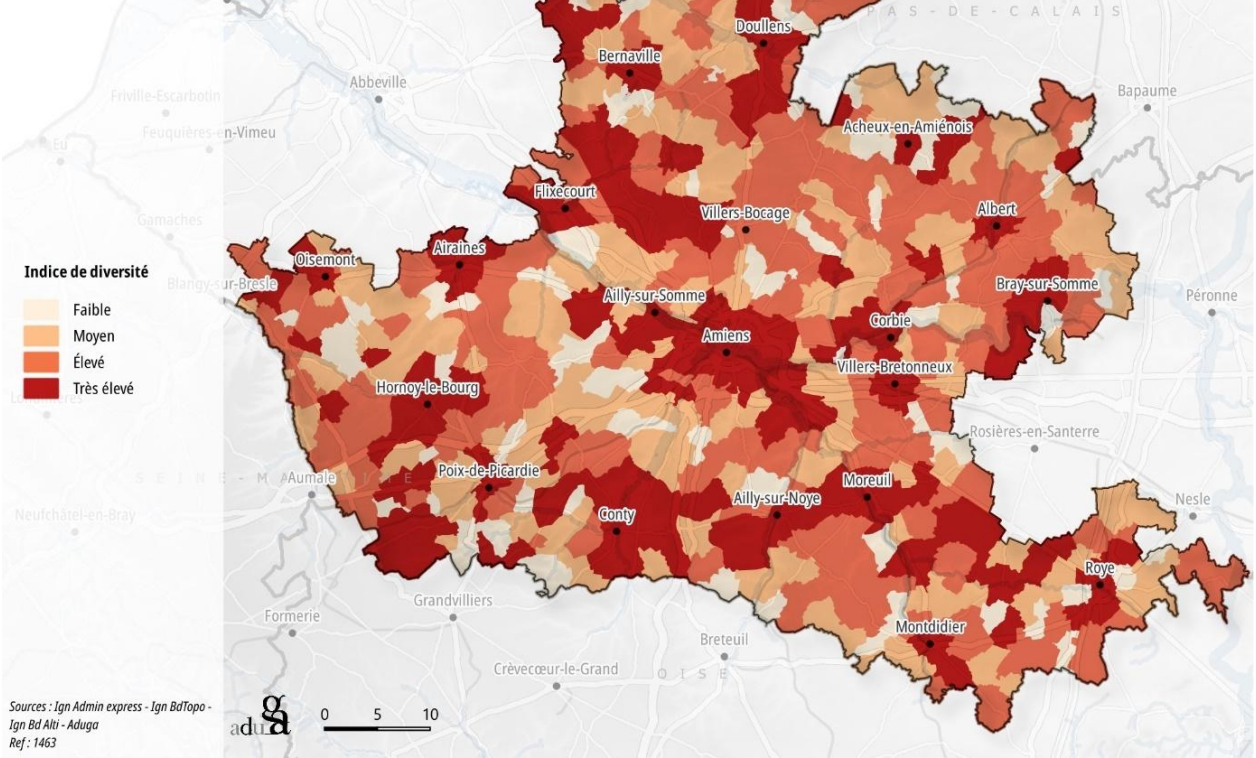 PAS-DE-CALAIS
Doullens
Bernaville
Abbeville
Bapaume
Friville-Escarbotin
Acheux-en-Amiénois
Feuquières-en-Vimeu
Eu
Flixecourt
Villers-Bocage
Albert
Gamaches
Airaines
Oisemont
Indice de diversité
Blangy-sur-Bresle
Bray-sur-Somme
Ailly-sur-Somme
Péronne
Faible
Moyen
Élevé
Très élevé
Corbie
Amiens
Villers-Bretonneux
Hornoy-le-Bourg
Rosières-en-Santerre
Poix-de-Picardie
SEINE-MA
Aumale
Moreuil
Ailly-sur-Noye
Nesle
Neufchâtel-en-Bray
Conty
Roye
Grandvilliers
Formerie
Montdidier
Breteuil
Crèvecœur-le-Grand
OISE
Sources : Ign Admin express - Ign BdTopo -
Ign Bd Alti - Aduga
Ref : 1463
aduga
0 5 10